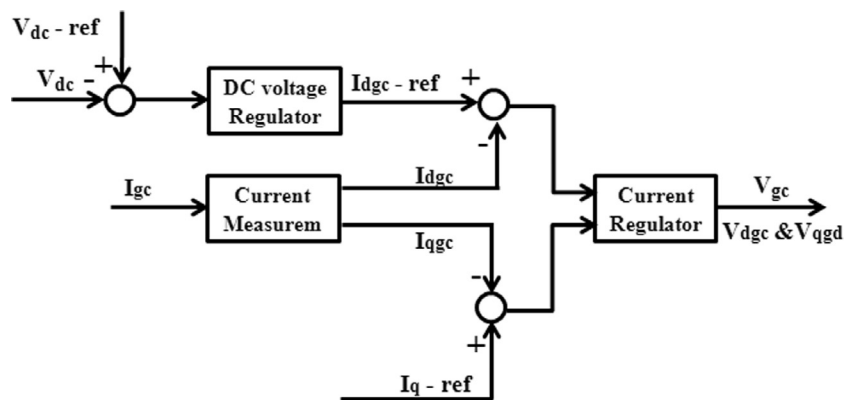 Vdc - ref
+
Vdc -
DC voltage
Regulator
Idgc - ref
+
-
Igc
Current
Measurem
Idgc
Iqgc
Current
Regulator
Vgc
Vdgc &Vqgd
-
+
Iq - ref